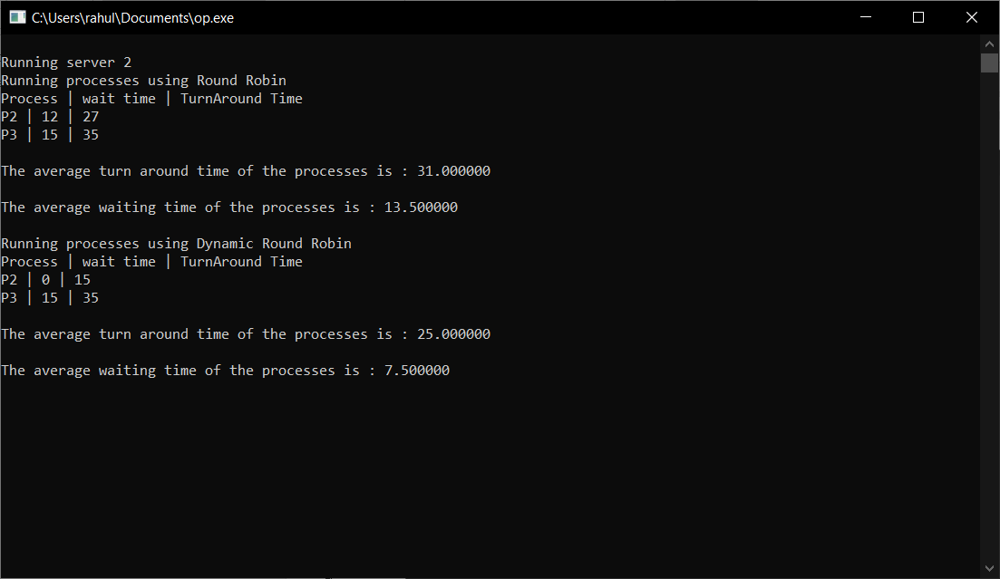 C:\Users\rahul\Documents\op.exe
Running server 2
Running processes using Round Robin
Process | wait time | TurnAround Time
P2 | 12 | 27
P3 | 15 | 35
The average turn around time of the processes is : 31.000000
The average waiting time of the processes is : 13.500000
Running processes using Dynamic Round Robin
Process | wait time | TurnAround Time
P2 | 0 | 15
P3 | 15 | 35
The average turn around time of the processes is : 25.000000
The average waiting time of the processes is : 7.500000